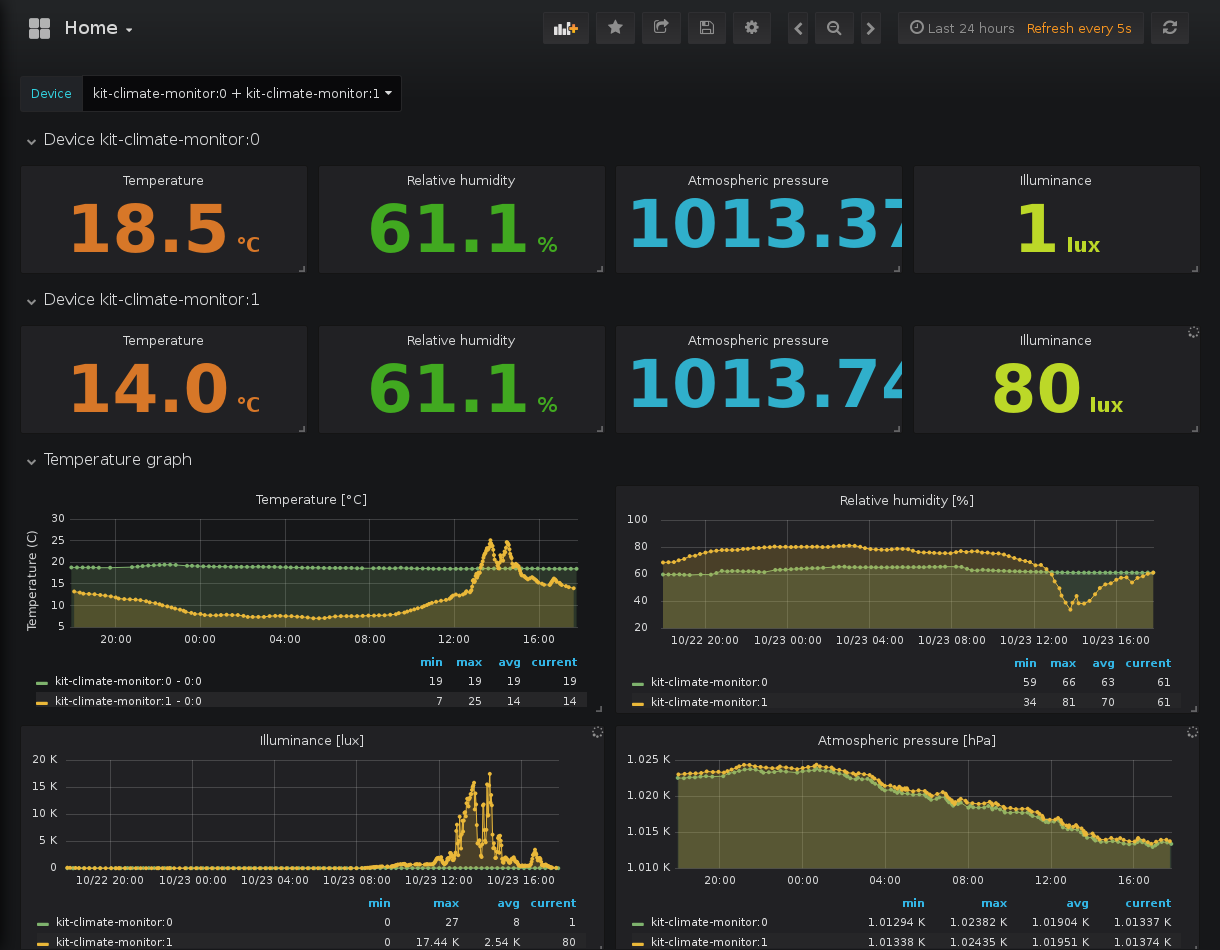 Home
Last 24 hours Refresh every 5s
Device kit-climate-monitor:0 + kit-climate-monitor:1
Device kit-climate-monitor:0
Temperature Relative humidity Atmospheric pressure Illuminance
18.5 °C 61.1 % 1013.37 1 lux
Device kit-climate-monitor:1
Temperature Relative humidity Atmospheric pressure Illuminance
14.0 °C 61.1 % 1013.74 80 lux
Temperature graph
Temperature [°C]
Temperature (C)
30
25
20
15
10
5
20:00 00:00 04:00 08:00 12:00 16:00
min max avg current
kit-climate-monitor:0 - 0:0 19 19 19 19
kit-climate-monitor:1 - 0:0 7 25 14 14
Relative humidity [%]
100
80
60
40
20
10/22 20:00 10/23 00:00 10/23 04:00 10/23 08:00 10/23 12:00 10/23 16:00
min max avg current
kit-climate-monitor:0 59 66 63 61
kit-climate-monitor:1 34 81 70 61
Illuminance [lux]
20 K
15 K
10 K
5 K
0
10/22 20:00 10/23 00:00 10/23 04:00 10/23 08:00 10/23 12:00 10/23 16:00
min max avg current
kit-climate-monitor:0 0 27 8 1
kit-climate-monitor:1 0 17.44 K 2.54 K 80
Atmospheric pressure [hPa]
1.025 K
1.020 K
1.015 K
1.010 K
20:00 00:00 04:00 08:00 12:00 16:00
min max avg current
kit-climate-monitor:0 1.01294 K 1.02382 K 1.01904 K 1.01337 K
kit-climate-monitor:1 1.01338 K 1.02435 K 1.01951 K 1.01374 K